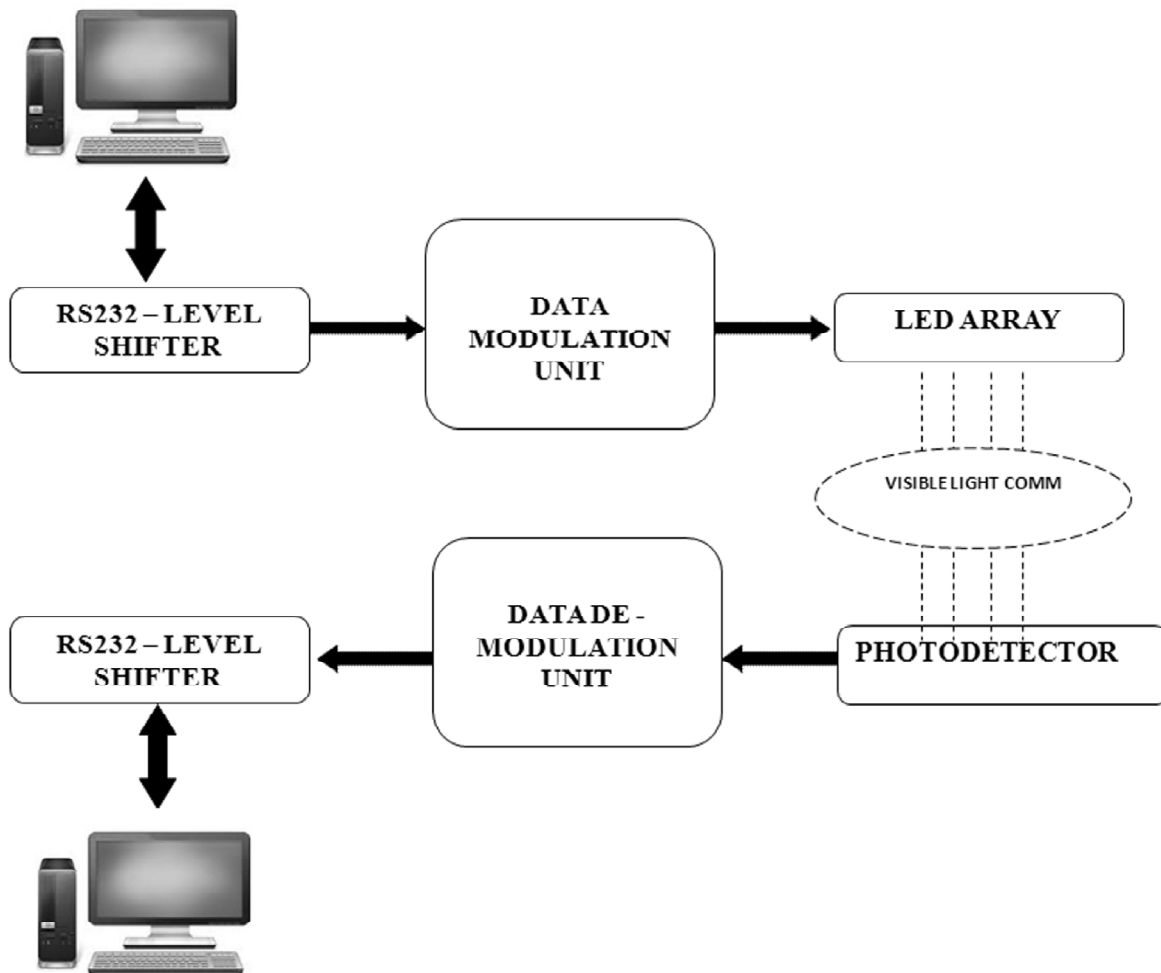 RS232 – LEVEL
SHIFTER
DATA
MODULATION
UNIT
LED ARRAY
VISIBLE LIGHT COMM
RS232 – LEVEL
SHIFTER
DATA DE -
MODULATION
UNIT
PHOTODETECTOR